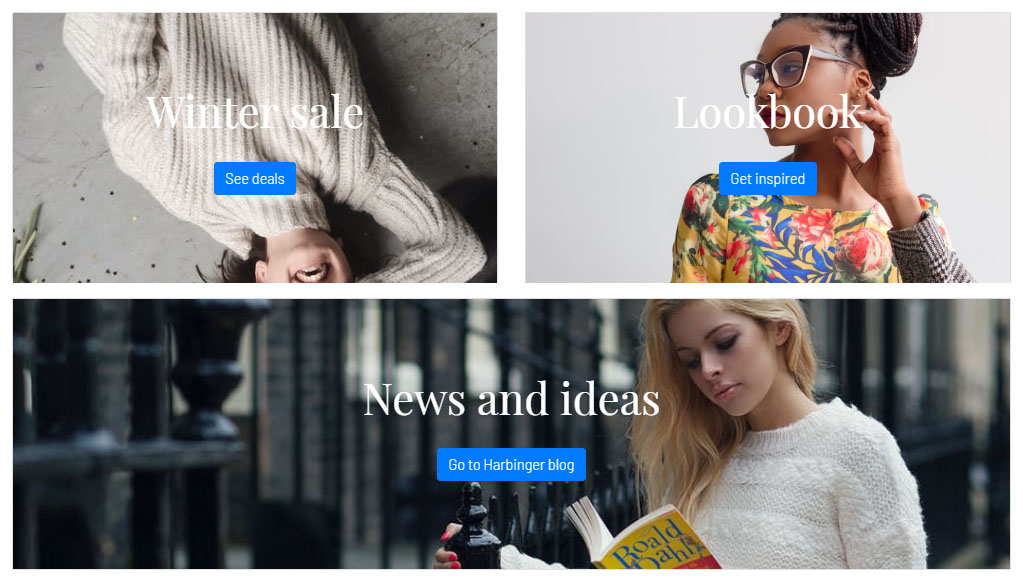 Winter sale
See deals
Lookbook
Get inspired
News and ideas
Go to Harbinger blog
Roald
Dahl